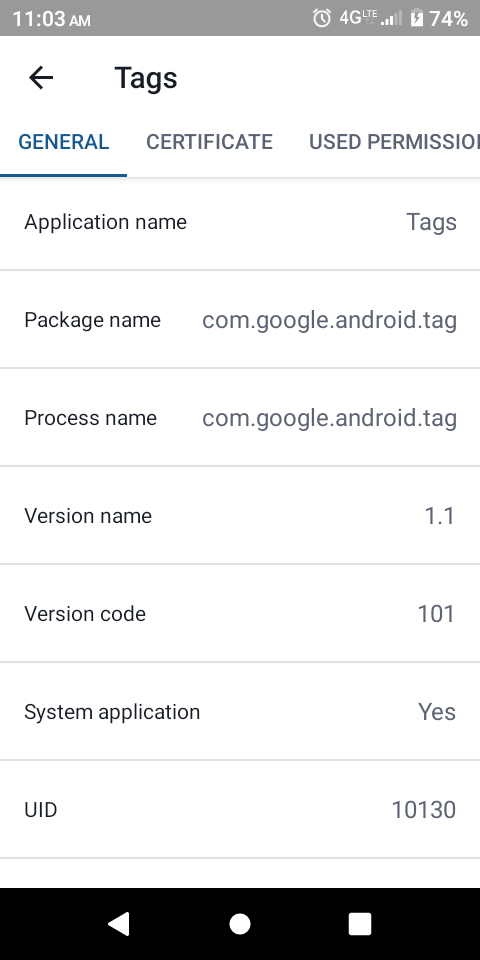 11:03 AM 4G LTE 74%
Tags
GENERAL CERTIFICATE USED PERMISSIO
Application name Tags
Package name com.google.android.tag
Process name com.google.android.tag
Version name 1.1
Version code 101
System application Yes
UID 10130